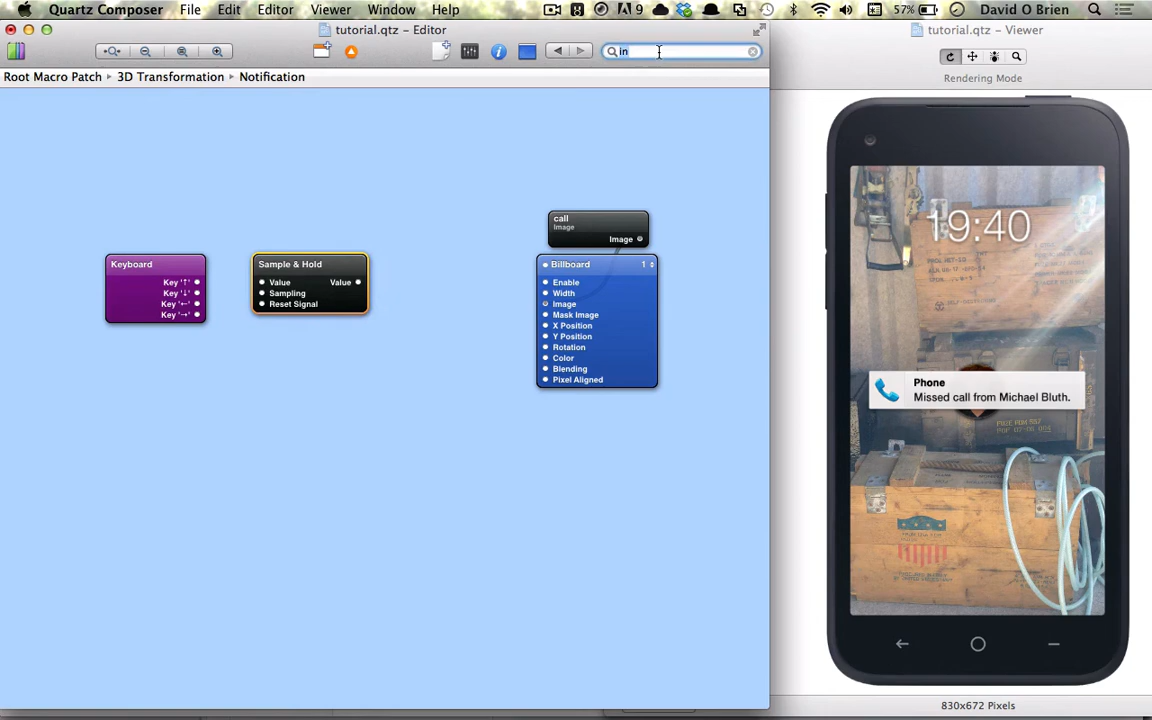 Quartz Composer File Edit Editor Viewer Window Help 9 57% David O Brien
tutorial.qtz - Editor
in
Root Macro Patch 3D Transformation Notification
Keyboard
Key '↑'
Key '↓'
Key '←'
Key '→'
Sample & Hold
Value Value
Sampling
Reset Signal
call
Image
Image
Billboard 1
Enable
Width
Image
Mask Image
X Position
Y Position
Rotation
Color
Blending
Pixel Aligned
tutorial.qtz - Viewer
Rendering Mode
19:40
Phone
Missed call from Michael Bluth.
830x672 Pixels